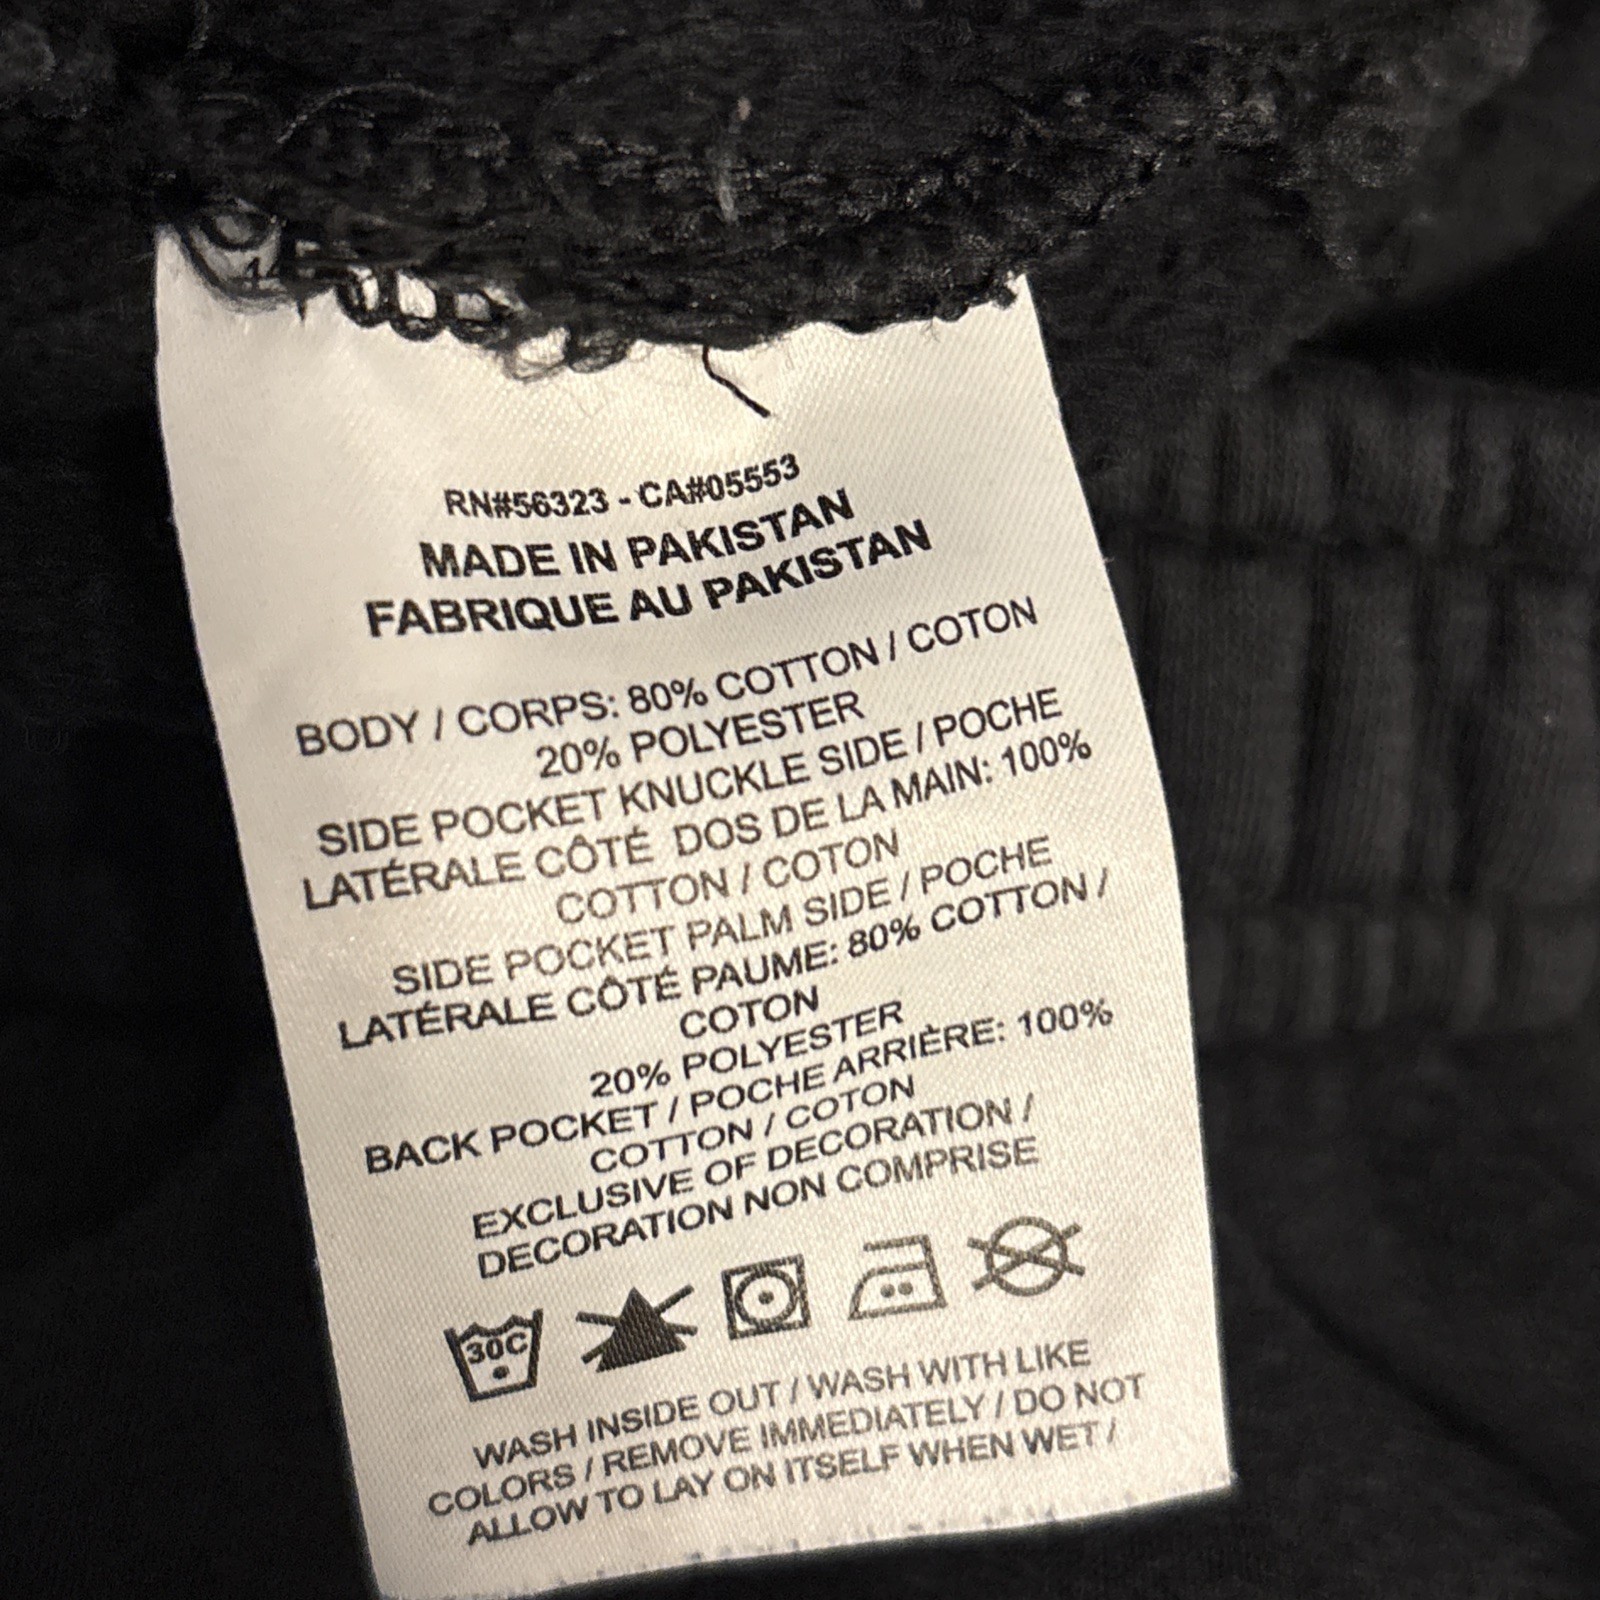 RN#56323 - CA#05553
MADE IN PAKISTAN
FABRIQUE AU PAKISTAN
BODY / CORPS: 80% COTTON / COTON
20% POLYESTER
SIDE POCKET KNUCKLE SIDE / POCHE
LATÉRALE CÔTÉ DOS DE LA MAIN: 100%
COTTON / COTON
SIDE POCKET PALM SIDE / POCHE
LATÉRALE CÔTÉ PAUME: 80% COTTON /
COTON
20% POLYESTER
BACK POCKET / POCHE ARRIÈRE: 100%
COTTON / COTON
EXCLUSIVE OF DECORATION /
DECORATION NON COMPRISE
30C
WASH INSIDE OUT / WASH WITH LIKE
COLORS / REMOVE IMMEDIATELY / DO NOT
ALLOW TO LAY ON ITSELF WHEN WET /